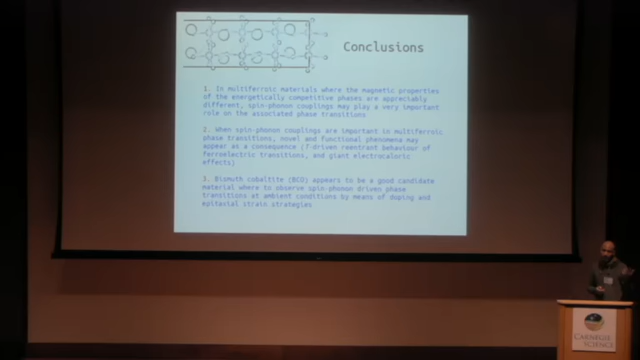 Conclusions
1. In multiferroic materials where the magnetic properties
of the energetically competitive phases are appreciably
different, spin-phonon couplings may play a very important
role on the associated phase transitions
2. When spin-phonon couplings are important in multiferroic
phase transitions, novel and functional phenomena may
appear as a consequence (T-driven reentrant behaviour of
ferroelectric transitions, and giant electrocaloric
effects)
3. Bismuth cobaltite (BCO) appears to be a good candidate
material where to observe spin-phonon driven phase
transitions at ambient conditions by means of doping and
epitaxial strain strategies
CARNEGIE
SCIENCE